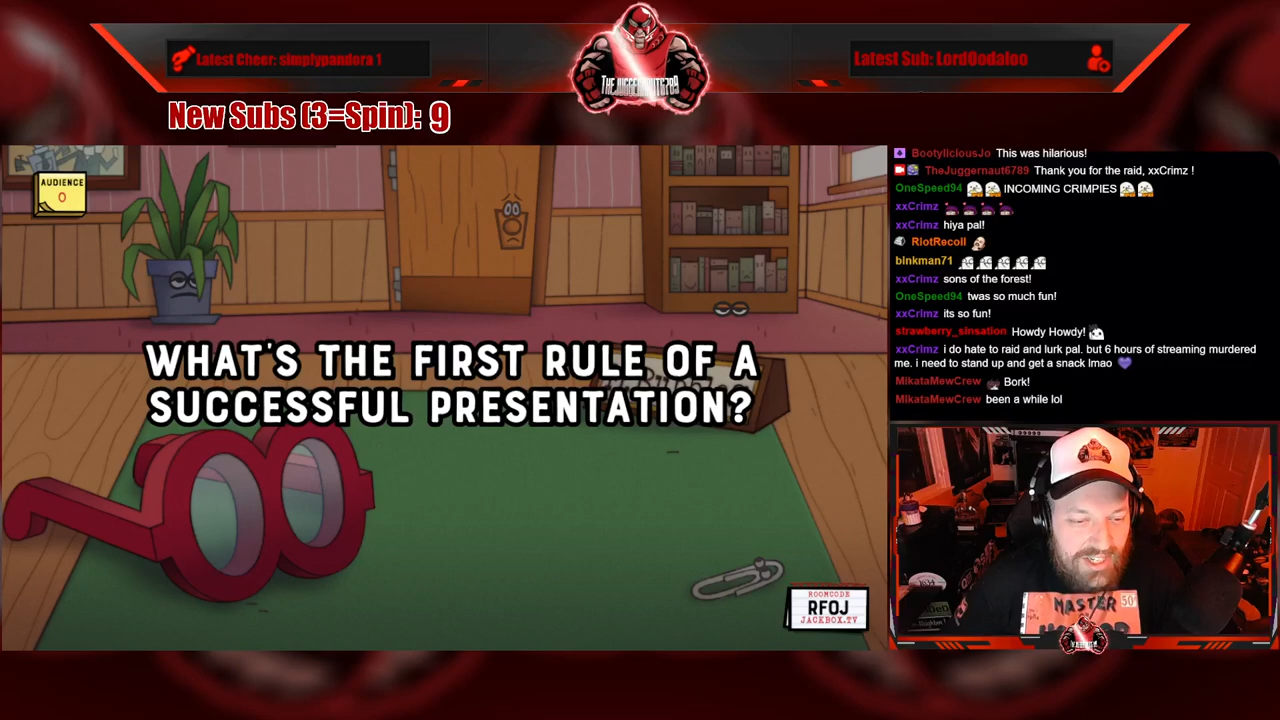 Latest Cheer: simplypandora 1
THEJUGGERNAUT6789
Latest Sub: LordOodaloo
New Subs (3=Spin): 9
AUDIENCE
0
WHAT'S THE FIRST RULE OF A
SUCCESSFUL PRESENTATION?
ROOMCODE
RFOJ
JACKBOX.TV
BootyliciousJo This was hilarious!
TheJuggernaut6789 Thank you for the raid, xxCrimz !
OneSpeed94 INCOMING CRIMPIES
xxCrimz
xxCrimz hiya pal!
RiotRecoil
binkman71
xxCrimz sons of the forest!
OneSpeed94 twas so much fun!
xxCrimz its so fun!
strawberry_sinsation Howdy Howdy!
xxCrimz i do hate to raid and lurk pal. but 6 hours of streaming murdered
me. i need to stand up and get a snack lmao
MikataMewCrew Bork!
MikataMewCrew been a while lol
MASTER
50¢